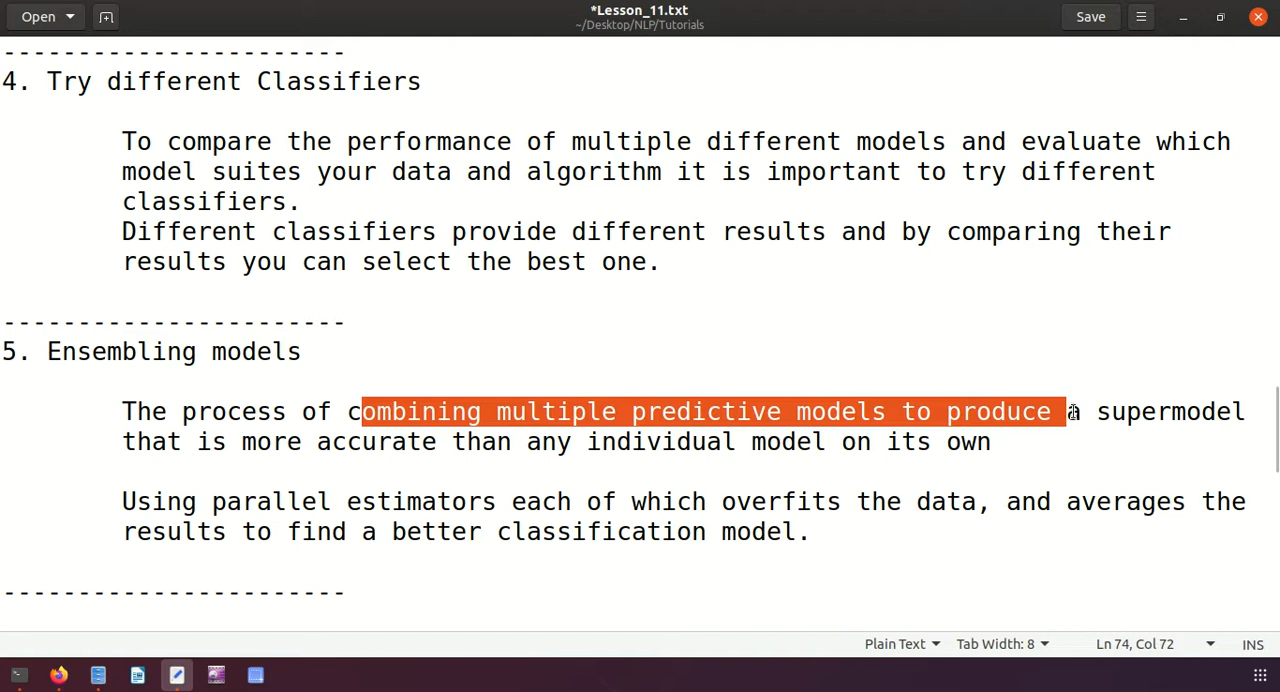 Open
*Lesson_11.txt
~/Desktop/NLP/Tutorials
Save
-----------------------
4. Try different Classifiers
To compare the performance of multiple different models and evaluate which
model suites your data and algorithm it is important to try different
classifiers.
Different classifiers provide different results and by comparing their
results you can select the best one.
-----------------------
5. Ensembling models
The process of combining multiple predictive models to produce a supermodel
that is more accurate than any individual model on its own
Using parallel estimators each of which overfits the data, and averages the
results to find a better classification model.
-----------------------
Plain Text
Tab Width: 8
Ln 74, Col 72
INS